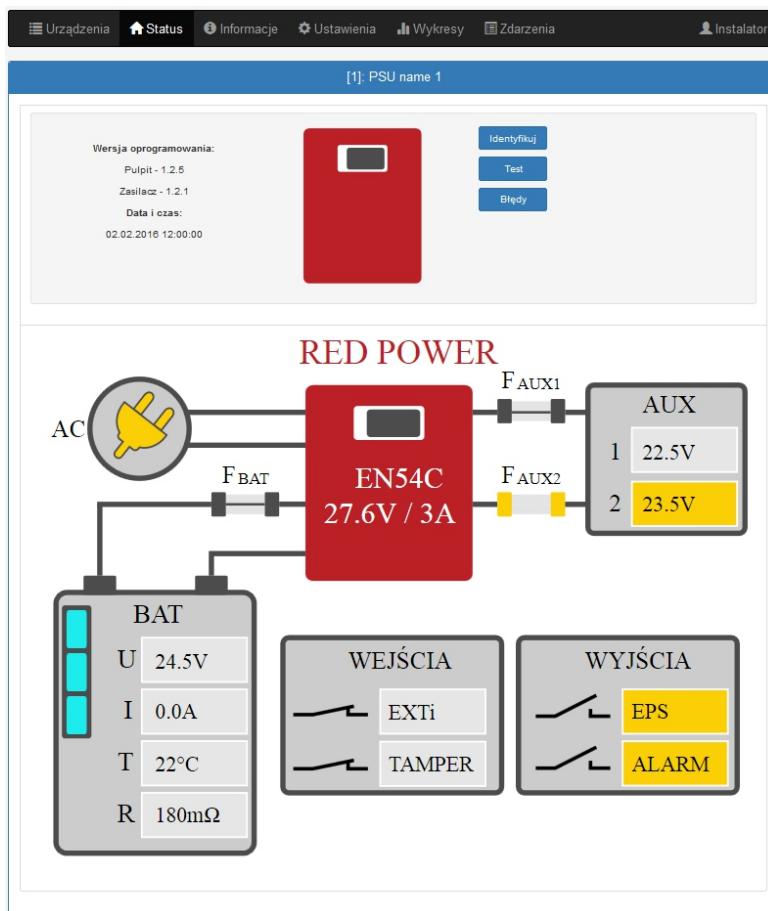 Urządzenia Status Informacje Ustawienia Wykresy Zdarzenia Instalator
[1]: PSU name 1
Wersja oprogramowania:
Pulpit - 1.2.5
Zasilacz - 1.2.1
Data i czas:
02.02.2016 12:00:00
Identyfikuj
Test
Błędy
RED POWER
AC
F BAT
EN54C
27.6V / 3A
F AUX1
F AUX2
AUX
1 22.5V
2 23.5V
BAT
U 24.5V
I 0.0A
T 22°C
R 180mΩ
WEJŚCIA
EXTi
TAMPER
WYJŚCIA
EPS
ALARM